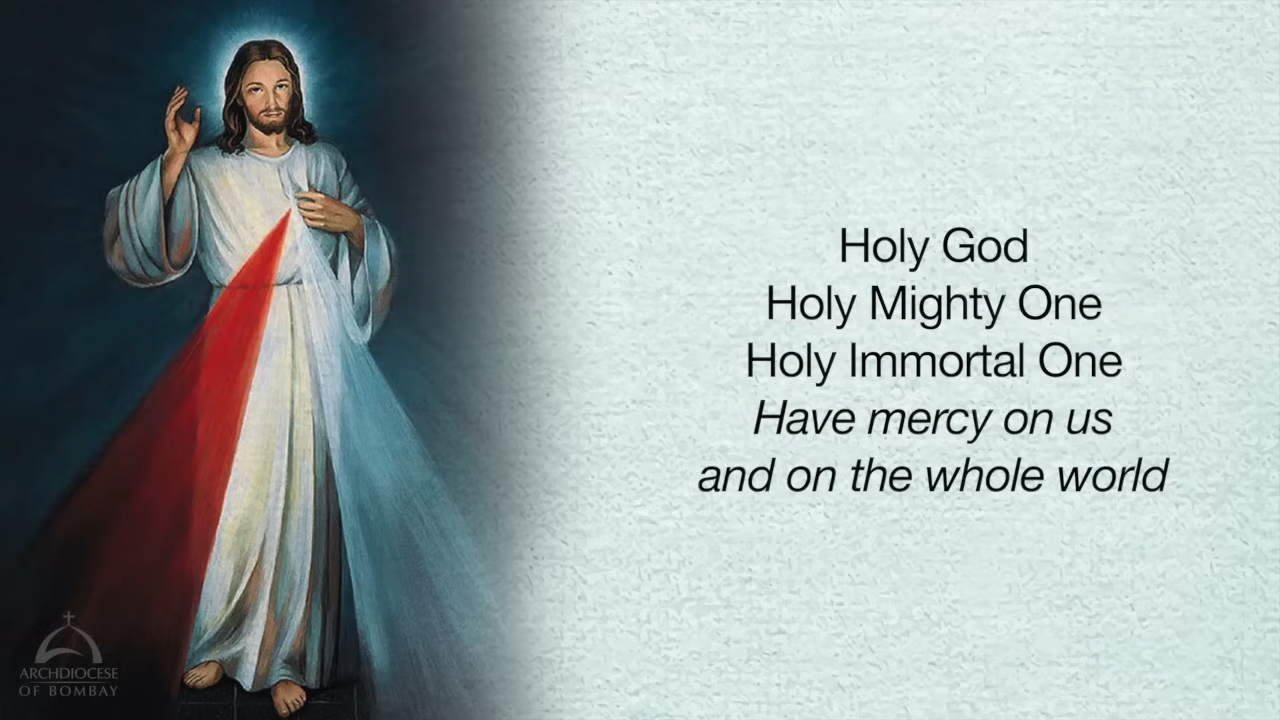 Holy God
Holy Mighty One
Holy Immortal One
Have mercy on us
and on the whole world
ARCHDIOCESE
OF BOMBAY